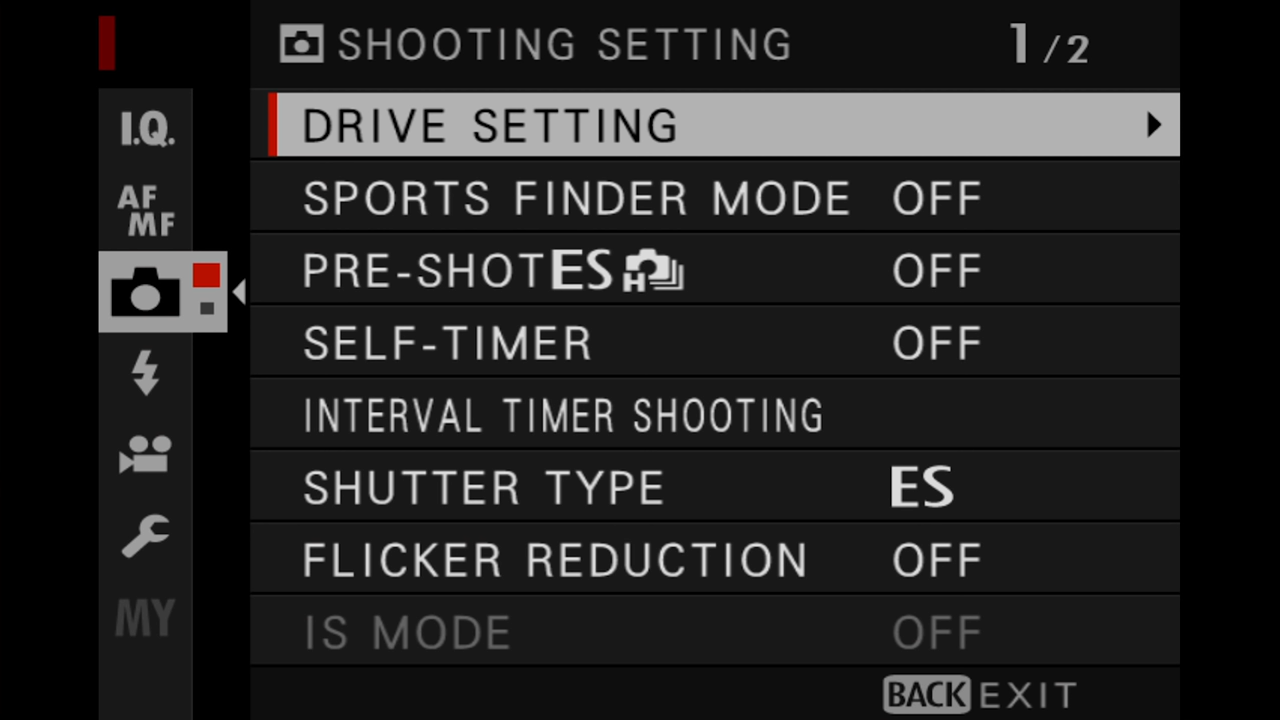 SHOOTING SETTING 1/2
I.Q.
AF
MF
MY
DRIVE SETTING
SPORTS FINDER MODE OFF
PRE-SHOT ES H OFF
SELF-TIMER OFF
INTERVAL TIMER SHOOTING
SHUTTER TYPE ES
FLICKER REDUCTION OFF
IS MODE OFF
BACK EXIT